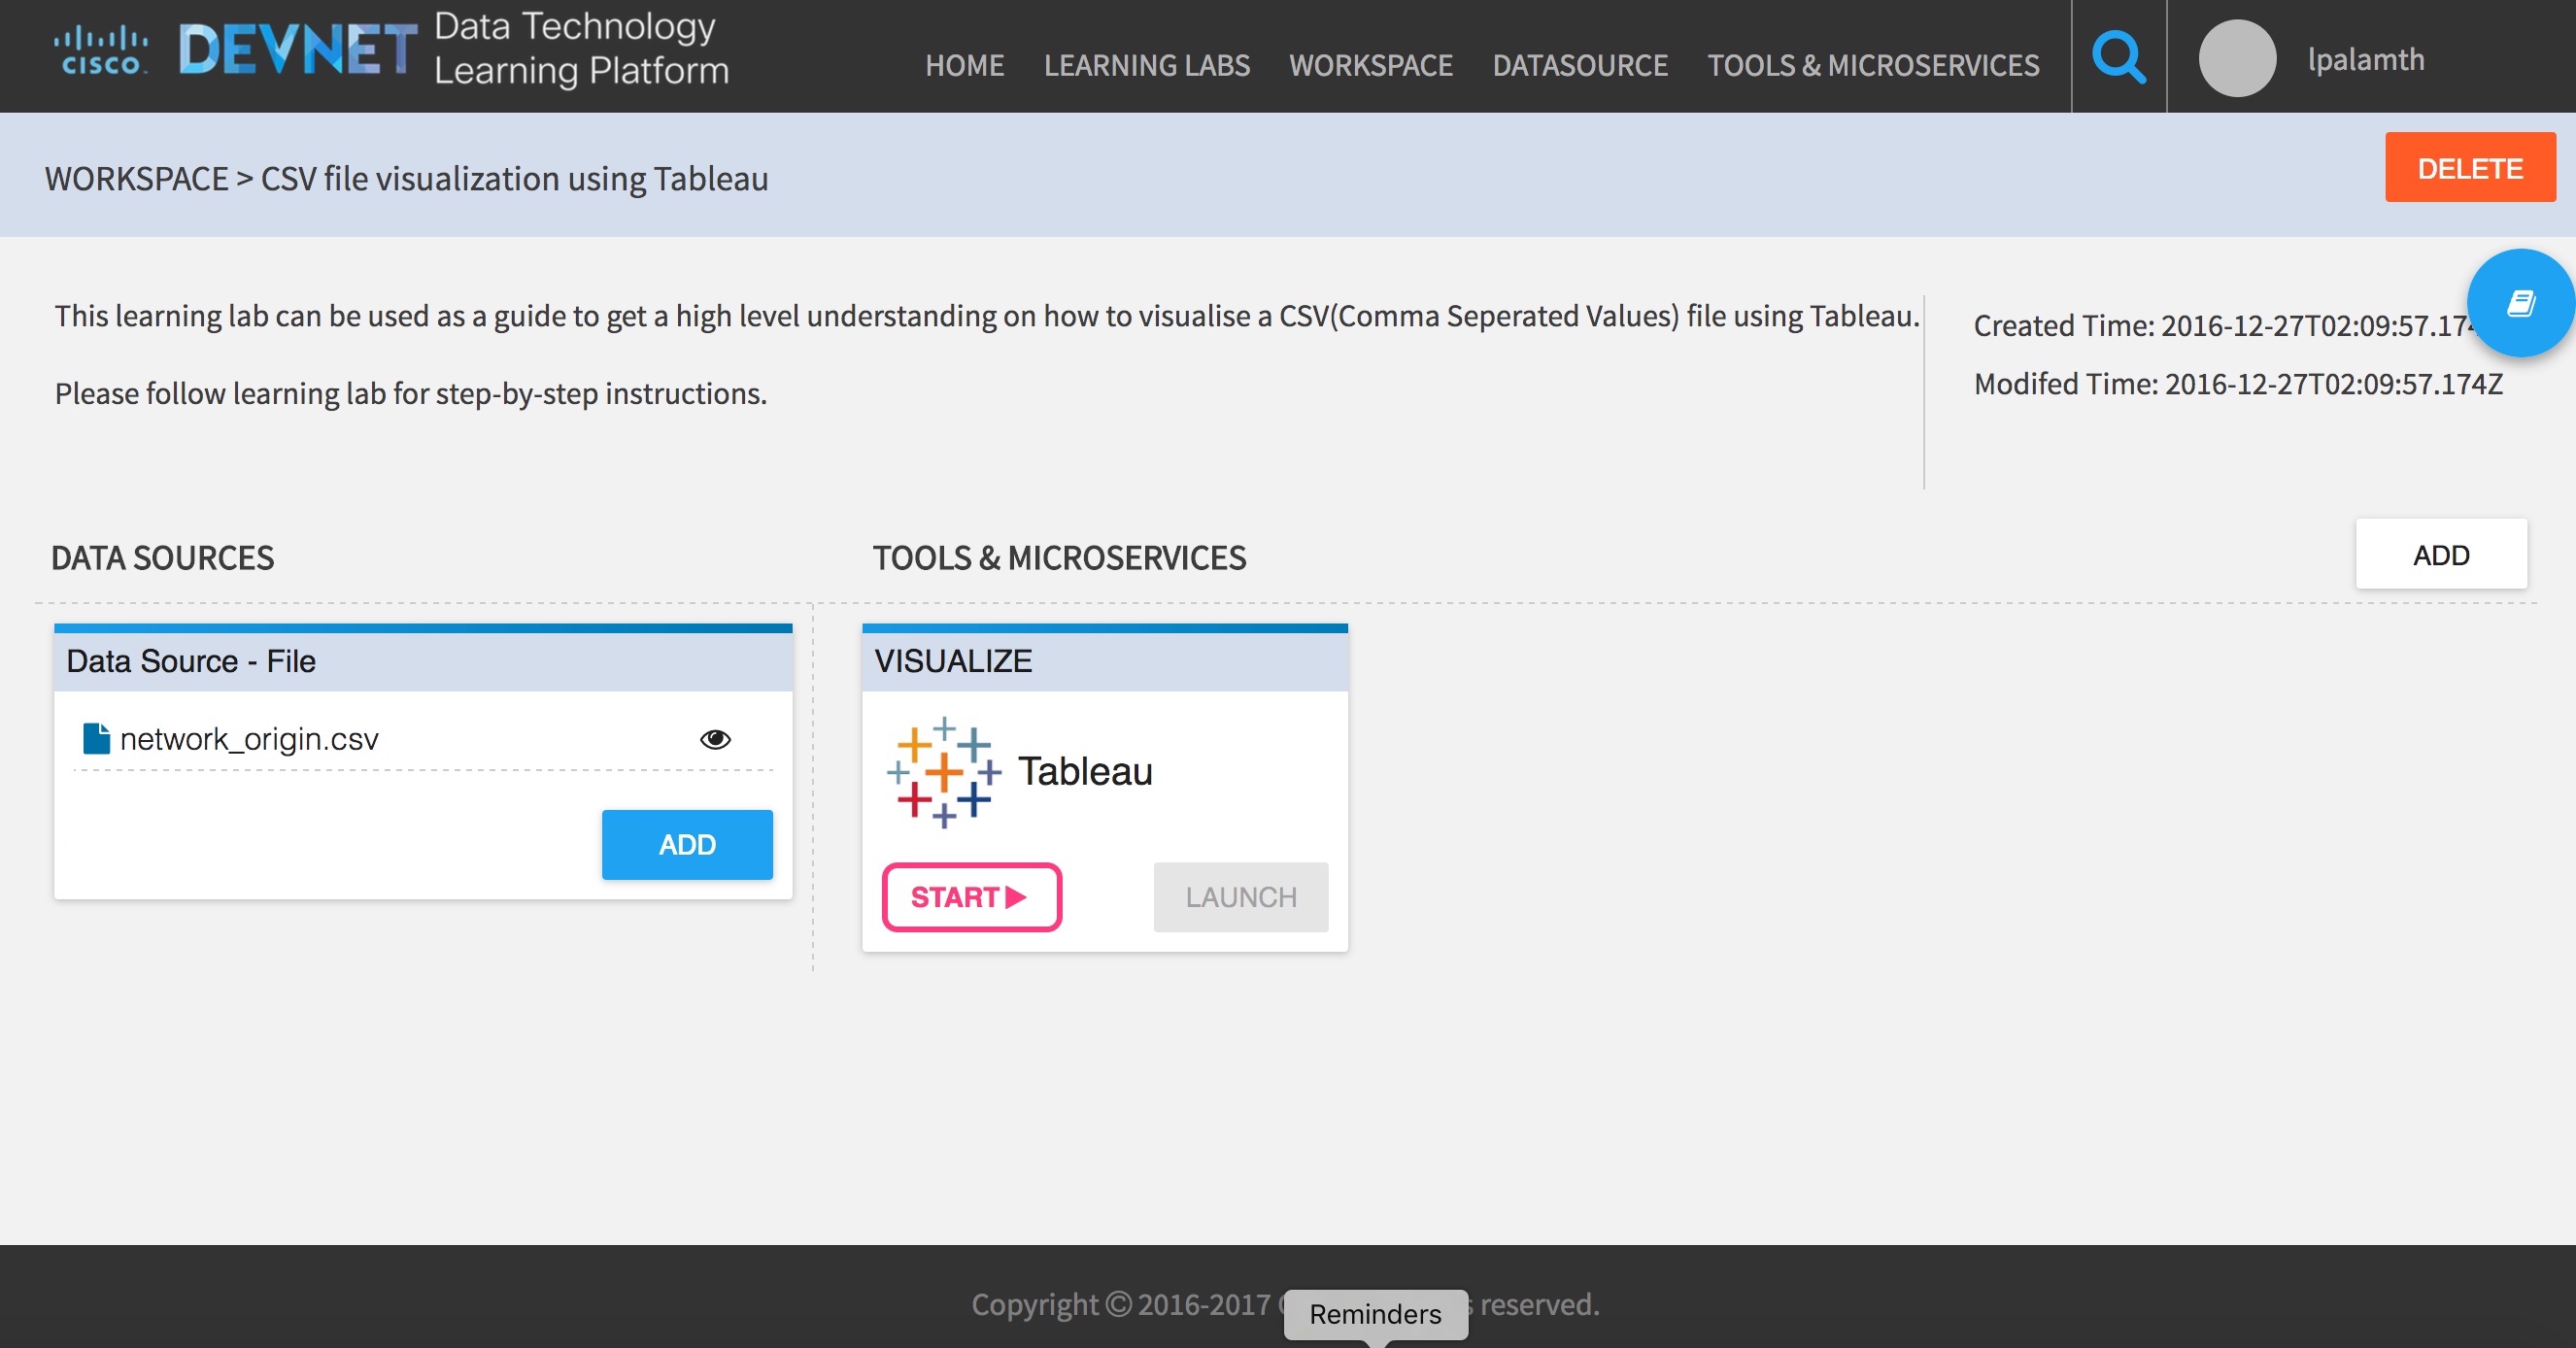 CISCO DEVNET Data Technology
Learning Platform
HOME LEARNING LABS WORKSPACE DATASOURCE TOOLS & MICROSERVICES lpalamth
WORKSPACE > CSV file visualization using Tableau
DELETE
This learning lab can be used as a guide to get a high level understanding on how to visualise a CSV(Comma Seperated Values) file using Tableau.
Please follow learning lab for step-by-step instructions.
Created Time: 2016-12-27T02:09:57.174
Modifed Time: 2016-12-27T02:09:57.174Z
DATA SOURCES
TOOLS & MICROSERVICES
ADD
Data Source - File
network_origin.csv
ADD
VISUALIZE
Tableau
START
LAUNCH
Copyright © 2016-2017 reserved.
Reminders